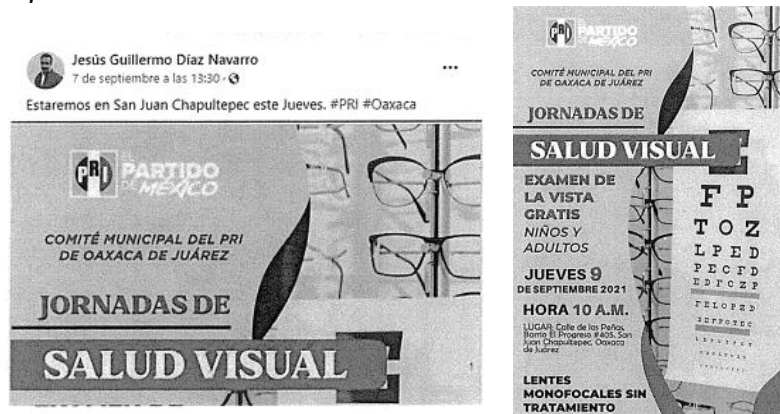 Jesús Guillermo Díaz Navarro
7 de septiembre a las 13:30 ·
Estaremos en San Juan Chapultepec este Jueves. #PRI #Oaxaca
PRI
EL
PARTIDO
DE MÉXICO
COMITÉ MUNICIPAL DEL PRI
DE OAXACA DE JUÁREZ
JORNADAS DE
SALUD VISUAL
PRI
PARTIDO
DE MÉXICO
COMITÉ MUNICIPAL DEL PRI
DE OAXACA DE JUÁREZ
JORNADAS DE
SALUD VISUAL
EXAMEN DE
LA VISTA
GRATIS
NIÑOS Y
ADULTOS
JUEVES 9
DE SEPTIEMBRE 2021
HORA 10 A.M.
LUGAR: Calle de las Peñas,
Barrio El Progreso #405, San
Juan Chapultepec, Oaxaca
de Juárez
LENTES
MONOFOCALES SIN
TRATAMIENTO
E
F P
T O Z
L P E D
P E C F D
E D F C Z P
F E L O P Z D